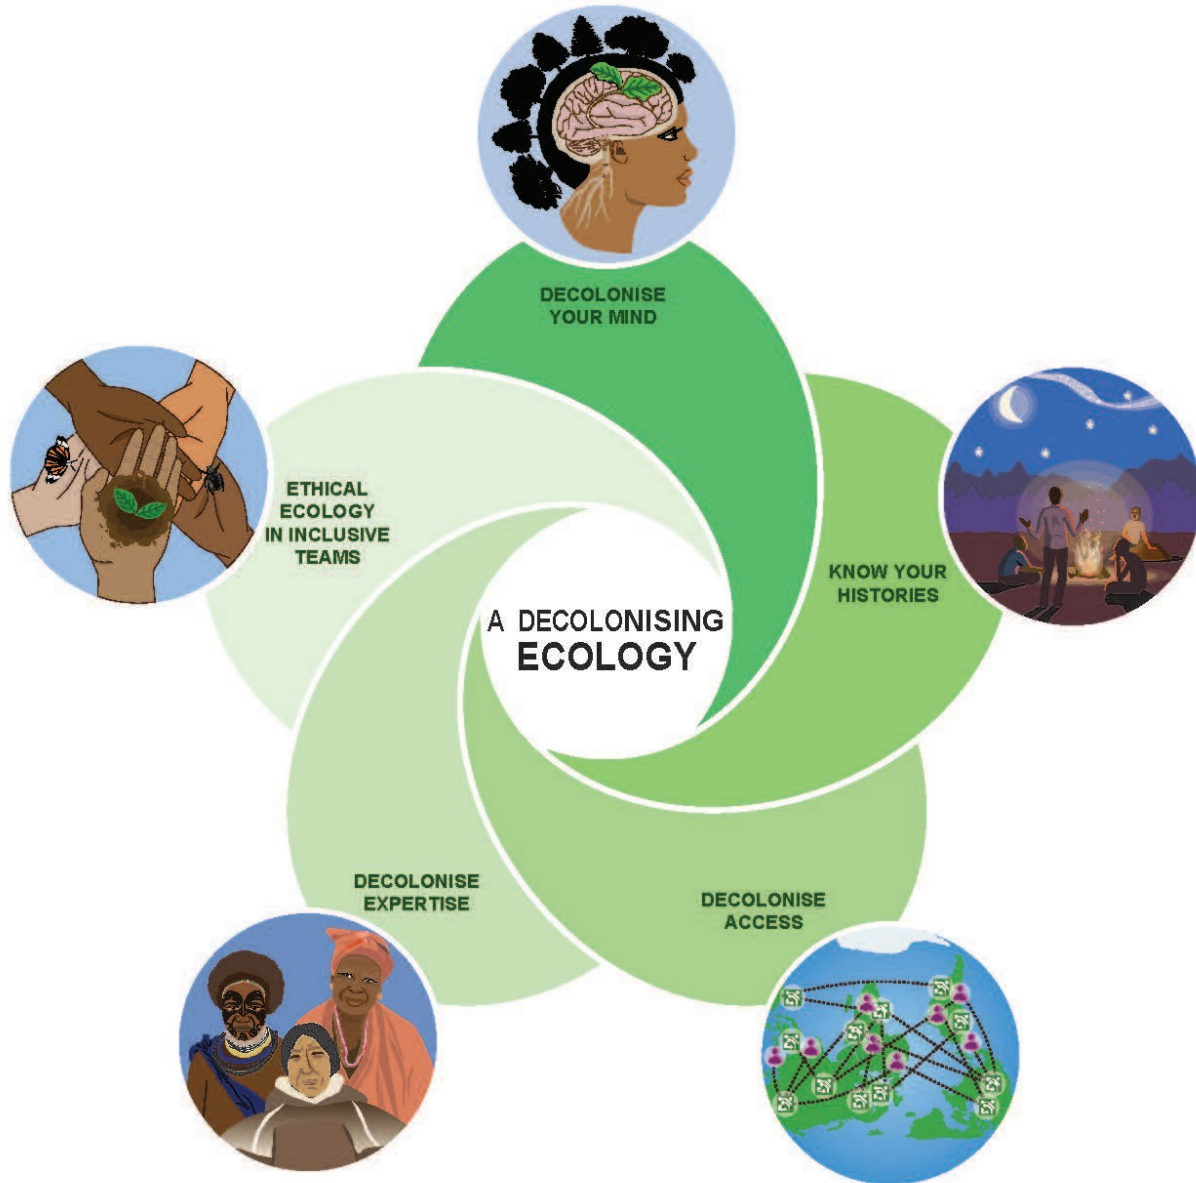 DECOLONISE
YOUR MIND
KNOW YOUR
HISTORIES
DECOLONISE
ACCESS
DECOLONISE
EXPERTISE
ETHICAL
ECOLOGY
IN INCLUSIVE
TEAMS
A DECOLONISING
ECOLOGY